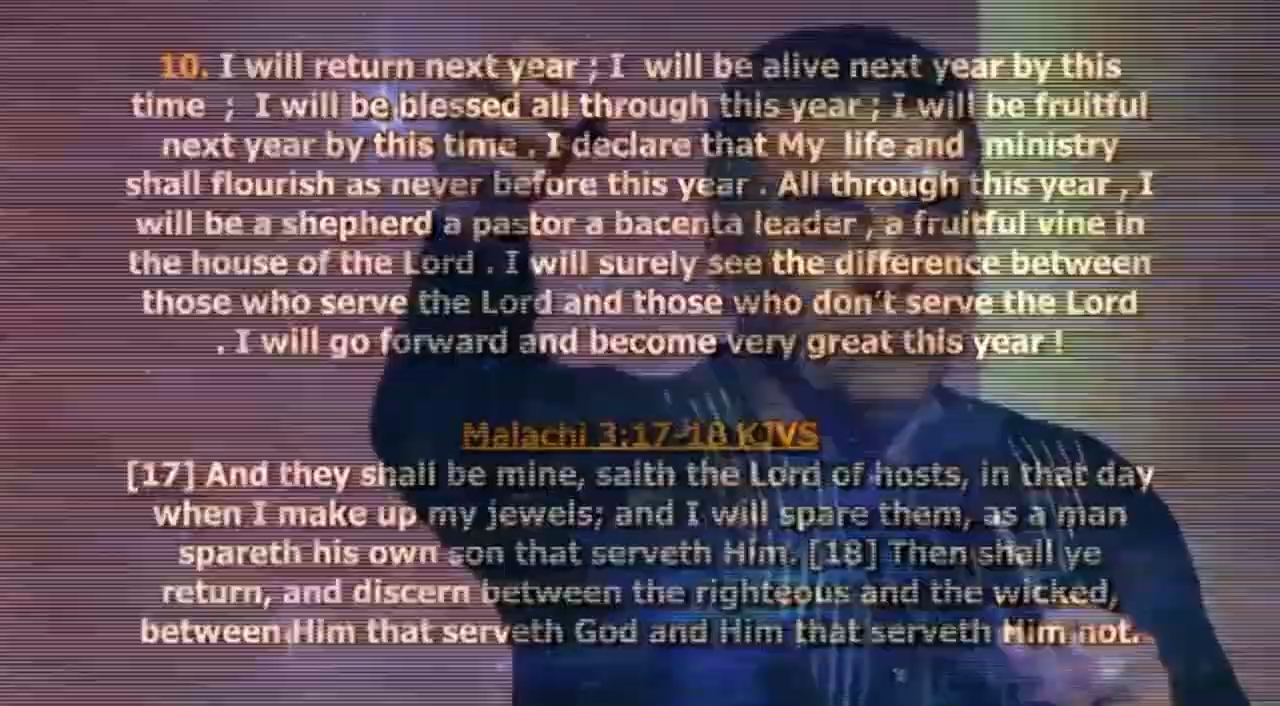 10. I will return next year ; I will be alive next year by this
time ; I will be blessed all through this year ; I will be fruitful
next year by this time . I declare that My life and ministry
shall flourish as never before this year . All through this year , I
will be a shepherd a pastor a bacenta leader , a fruitful vine in
the house of the Lord . I will surely see the difference between
those who serve the Lord and those who don't serve the Lord
. I will go forward and become very great this year !
Malachi 3:17-18 KJVS
[17] And they shall be mine, saith the Lord of hosts, in that day
when I make up my jewels; and I will spare them, as a man
spareth his own son that serveth Him. [18] Then shall ye
return, and discern between the righteous and the wicked,
between Him that serveth God and Him that serveth Him not.